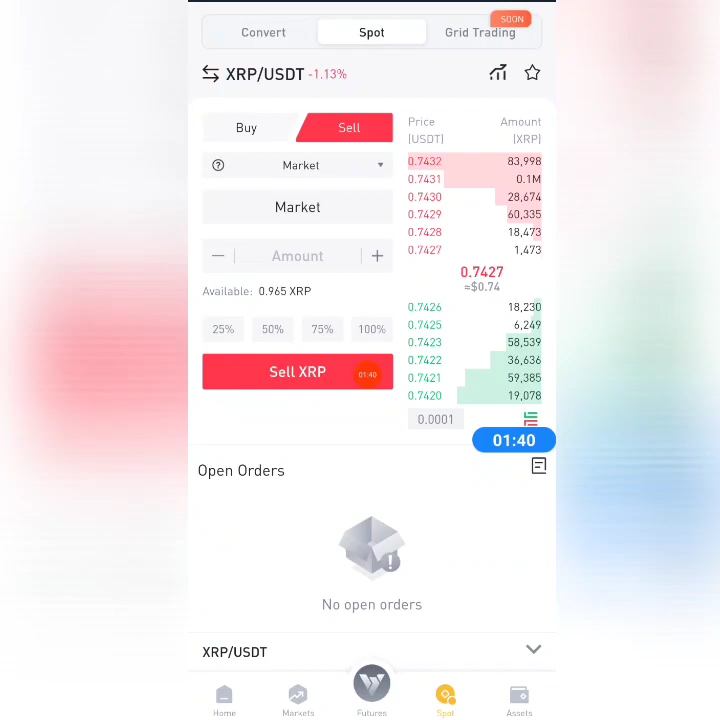 SOON
Convert Spot Grid Trading
XRP/USDT -1.13%
Buy Sell
Market
Market
Amount
Available: 0.965 XRP
25% 50% 75% 100%
Sell XRP 01:40
Price Amount
(USDT) (XRP)
0.7432 83,998
0.7431 0.1M
0.7430 28,674
0.7429 60,335
0.7428 18,473
0.7427 1,473
0.7427
≈$0.74
0.7426 18,230
0.7425 6,249
0.7423 58,539
0.7422 36,636
0.7421 59,385
0.7420 19,078
0.0001
01:40
Open Orders
No open orders
XRP/USDT
Home Markets Futures Spot Assets